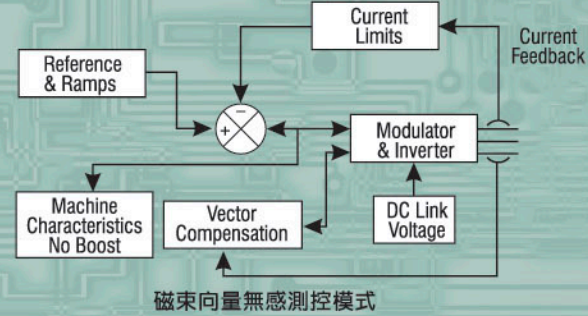 Current
Limits
Current
Feedback
Reference
& Ramps
−
+
Modulator
& Inverter
Machine
Characteristics
No Boost
Vector
Compensation
DC Link
Voltage
磁束向量無感測控模式